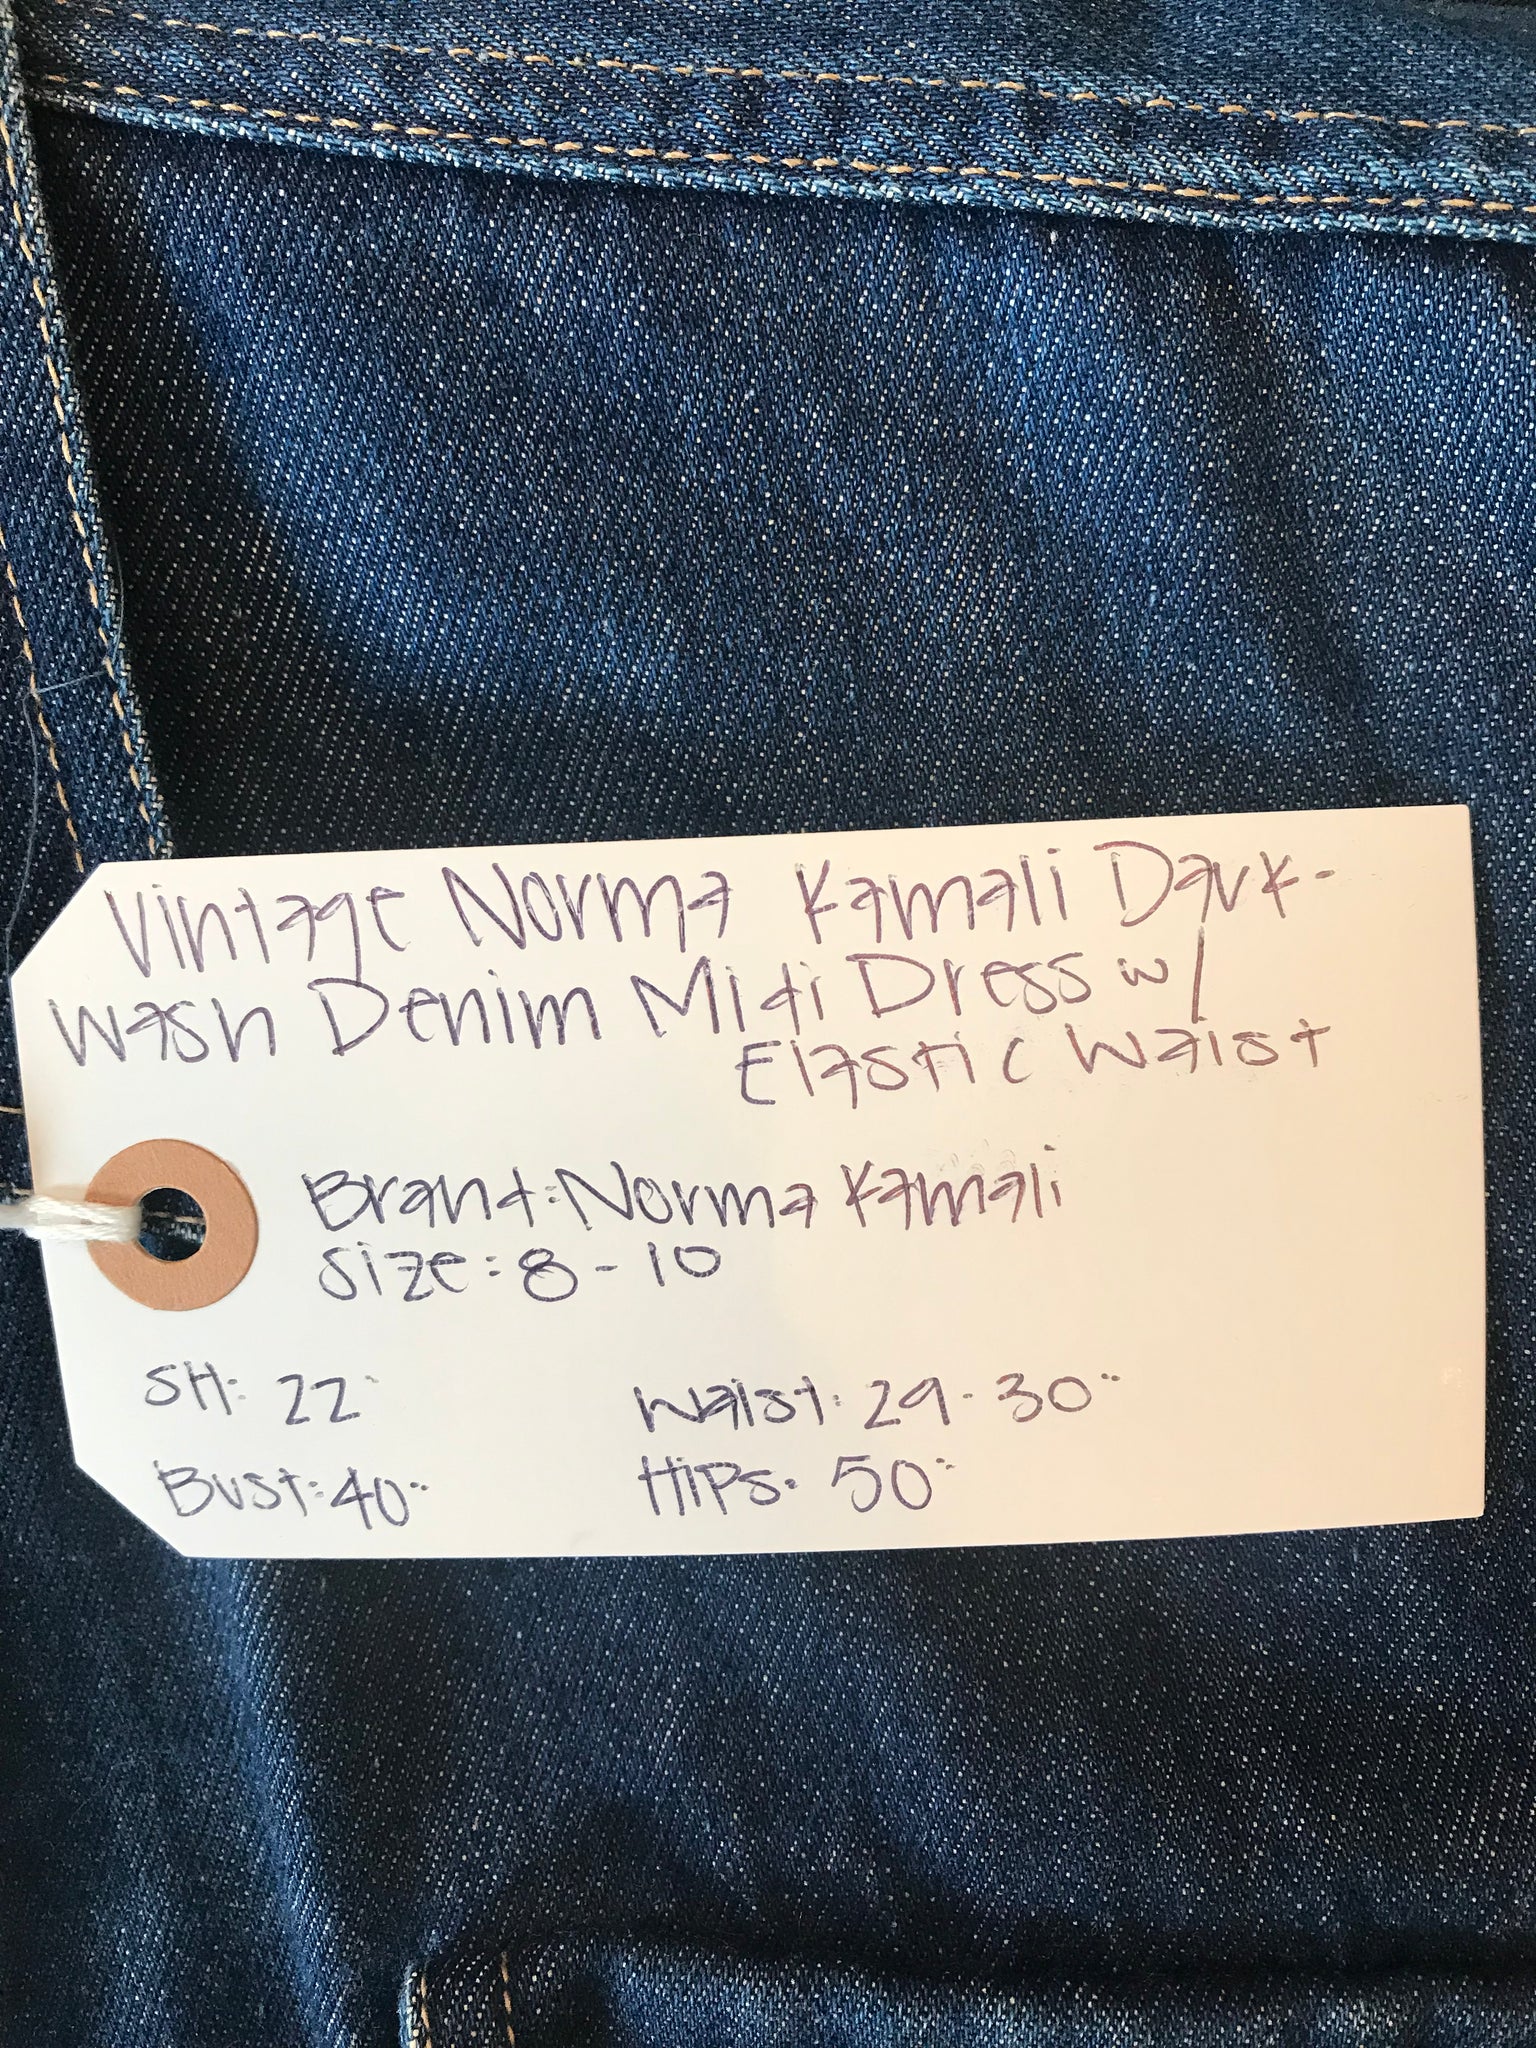 Vintage Norma Kamali Dark-
Wash Denim Midi Dress w/
Elastic Waist
Brand: Norma Kamali
Size: 8-10
SH: 22"
Waist: 29-30"
Bust: 40"
Hips: 50"